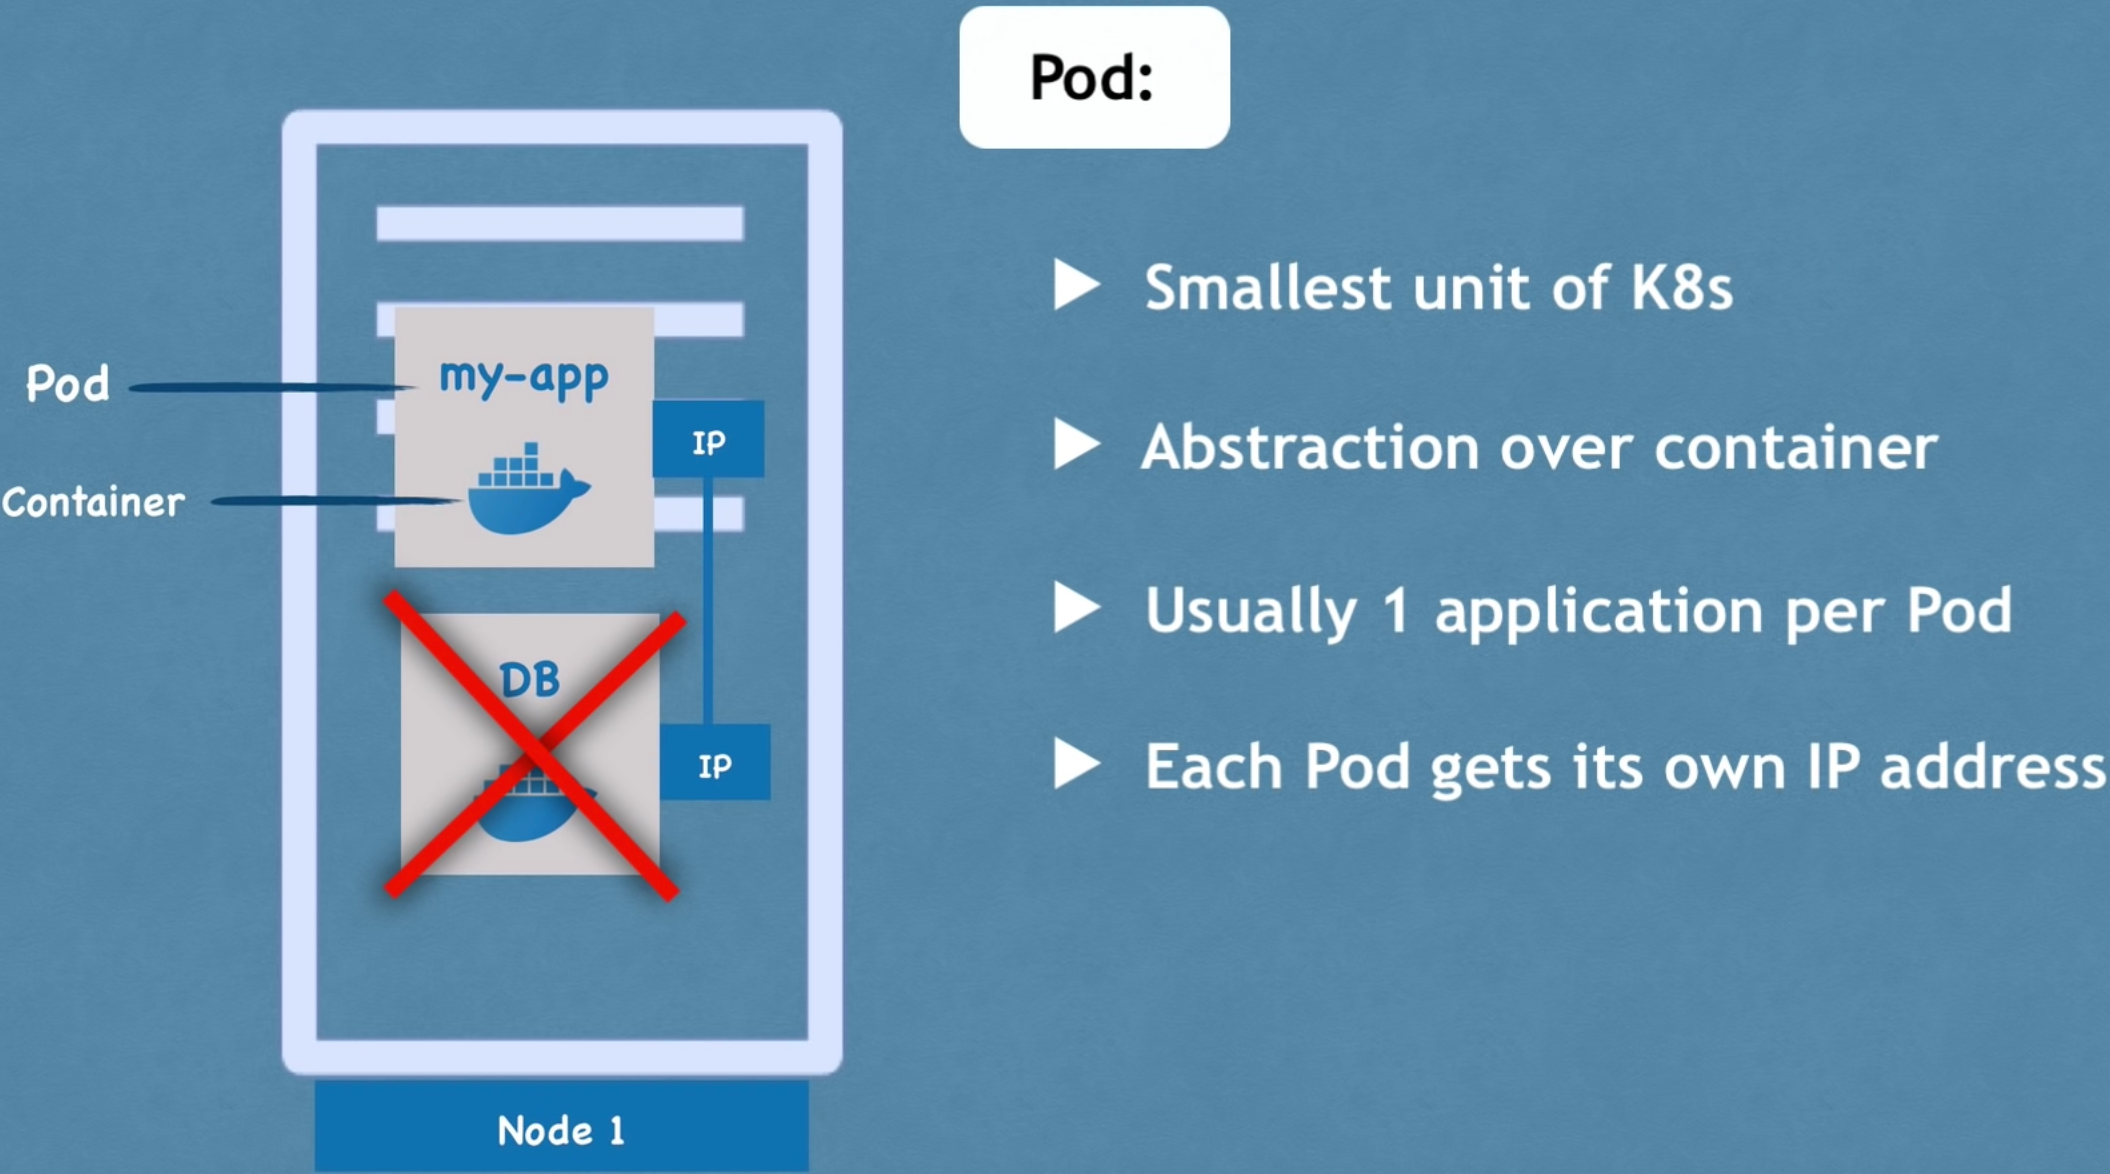 Pod:
Smallest unit of K8s
Abstraction over container
Usually 1 application per Pod
Each Pod gets its own IP address
Pod
my-app
IP
Container
DB
IP
Node 1